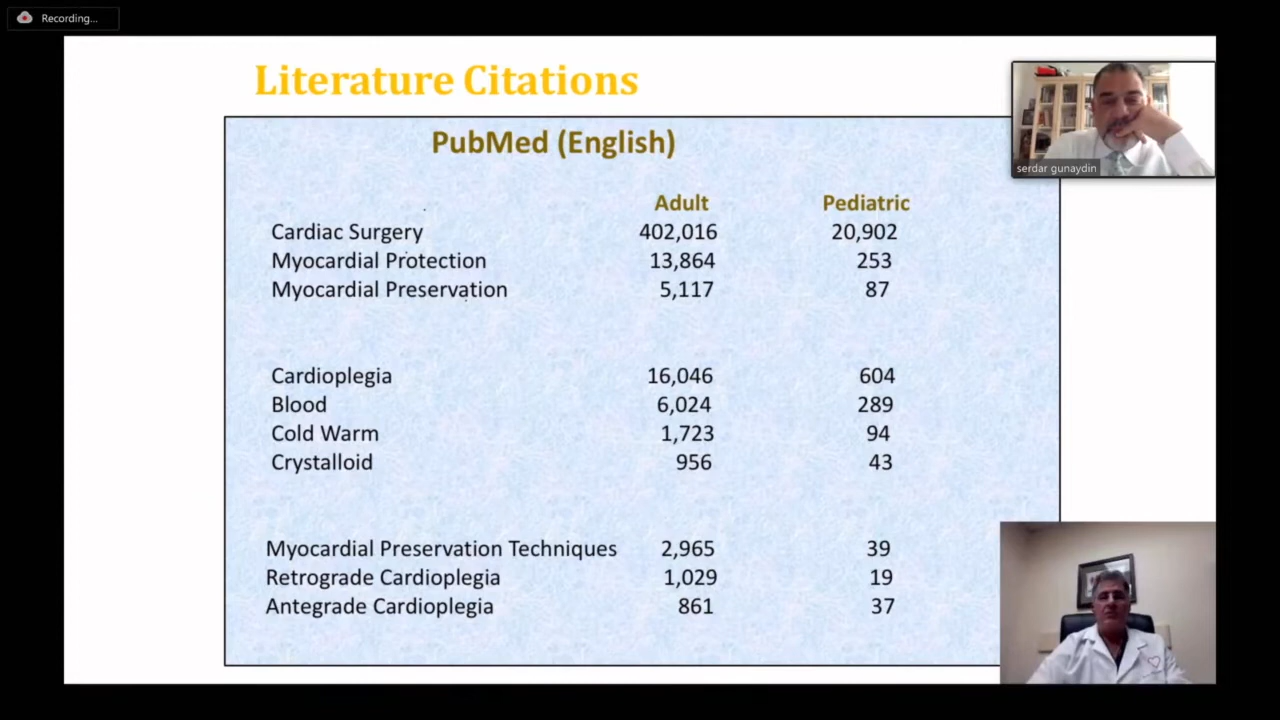 Recording...
Literature Citations
PubMed (English)
serdar gunaydin
Adult Pediatric
Cardiac Surgery 402,016 20,902
Myocardial Protection 13,864 253
Myocardial Preservation 5,117 87
Cardioplegia 16,046 604
Blood 6,024 289
Cold Warm 1,723 94
Crystalloid 956 43
Myocardial Preservation Techniques 2,965 39
Retrograde Cardioplegia 1,029 19
Antegrade Cardioplegia 861 37